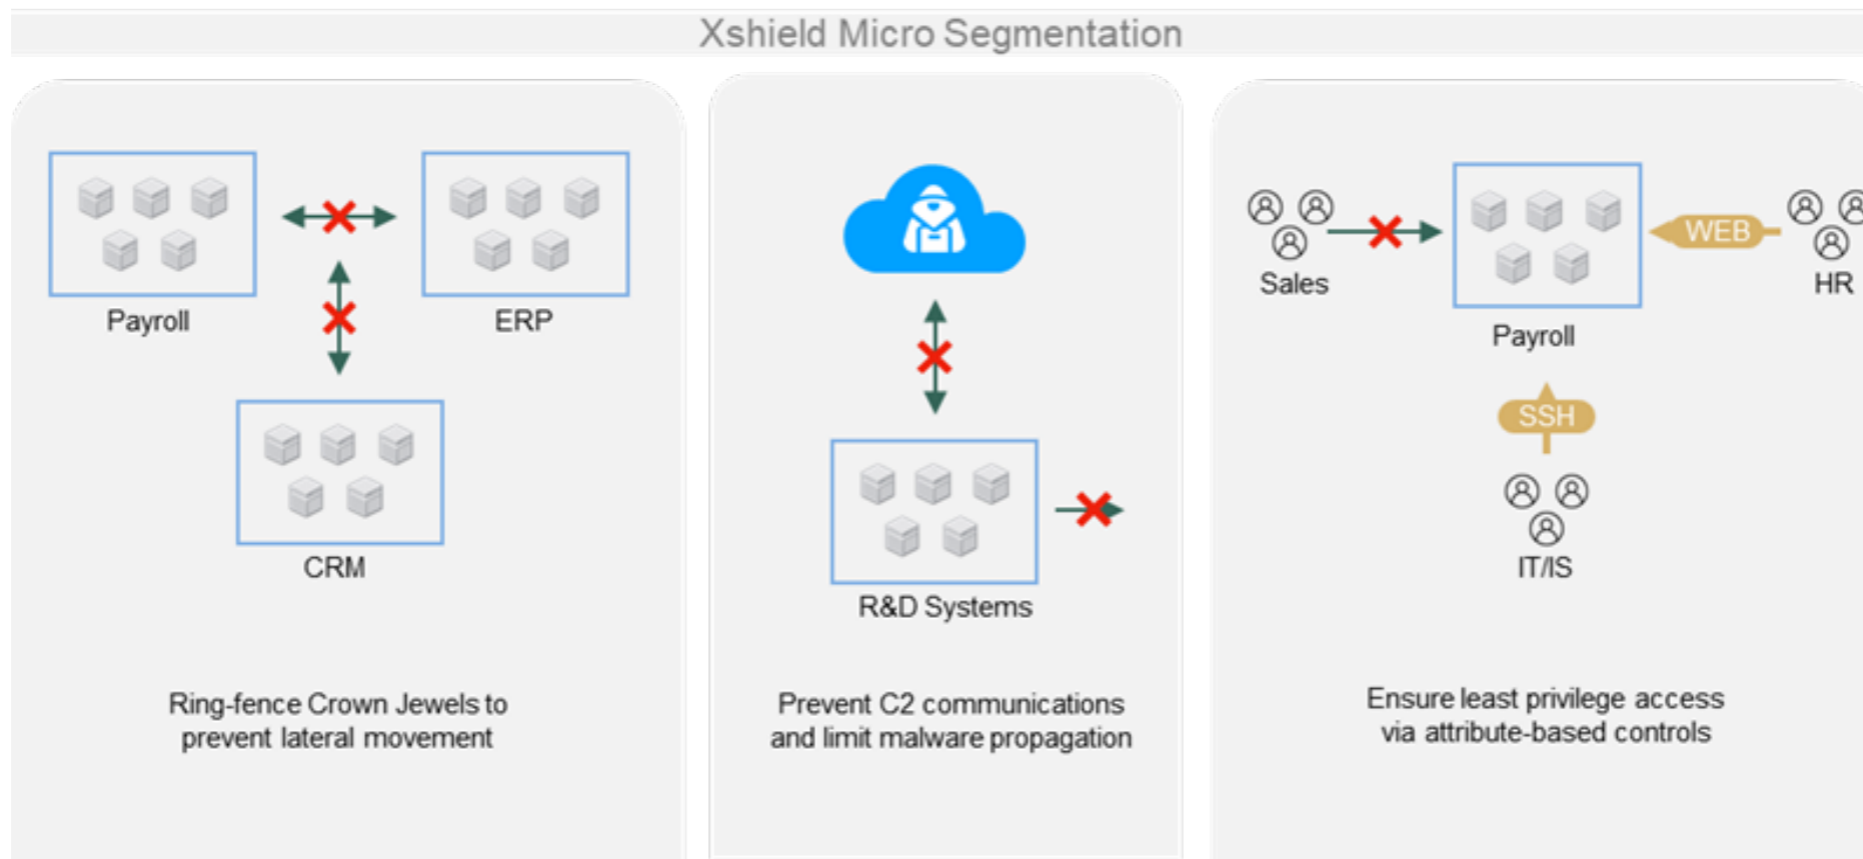 Xshield Micro Segmentation
Payroll
ERP
CRM
Ring-fence Crown Jewels to
prevent lateral movement
R&D Systems
Prevent C2 communications
and limit malware propagation
Sales
WEB
HR
Payroll
SSH
IT/IS
Ensure least privilege access
via attribute-based controls